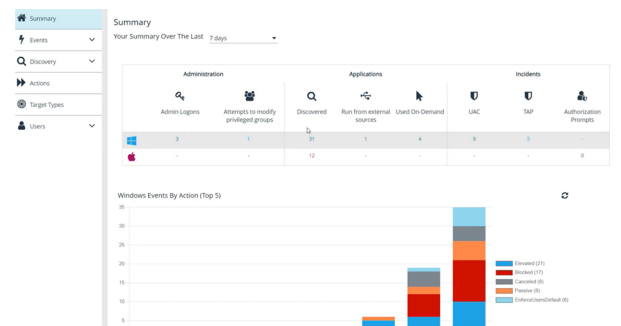 Summary
Events
Discovery
Actions
Target Types
Users
Summary
Your Summary Over The Last 7 days
Administration Applications Incidents
Admin Logons Attempts to modify privileged groups Discovered Run from external sources Used On-Demand UAC TAP Authorization Prompts
3 1 31 1 4 9 3 -
- - 12 - - - - 0
Windows Events By Action (Top 5)
35
30
25
20
15
10
5
Elevated (21)
Blocked (17)
Canceled (8)
Passive (8)
EnforceUsersDefault (6)